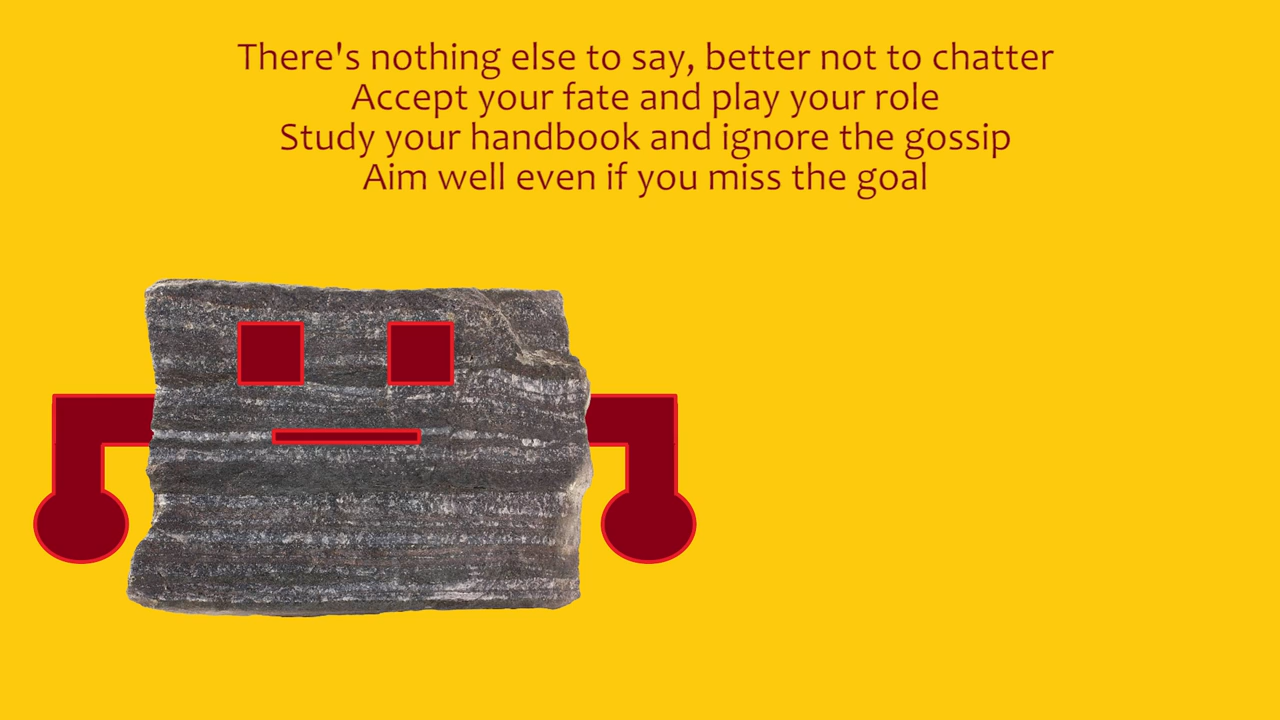 There's nothing else to say, better not to chatter
Accept your fate and play your role
Study your handbook and ignore the gossip
Aim well even if you miss the goal